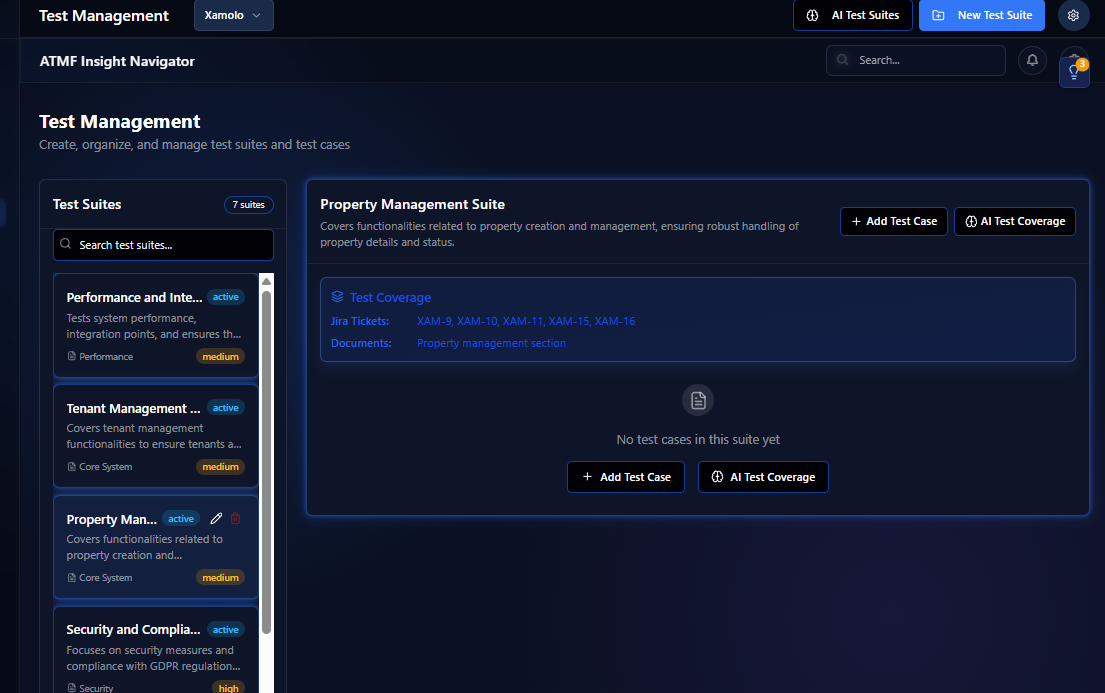 Test Management
Xamolo
AI Test Suites
New Test Suite
ATMF Insight Navigator
Search...
3
Test Management
Create, organize, and manage test suites and test cases
Test Suites
7 suites
Search test suites...
Performance and Inte...
active
Tests system performance,
integration points, and ensures th...
Performance
medium
Tenant Management ...
active
Covers tenant management
functionalities to ensure tenants a...
Core System
medium
Property Man...
active
Covers functionalities related to
property creation and...
Core System
medium
Security and Complia...
active
Focuses on security measures and
compliance with GDPR regulation...
Security
high
Property Management Suite
Covers functionalities related to property creation and management, ensuring robust handling of
property details and status.
Add Test Case
AI Test Coverage
Test Coverage
Jira Tickets: XAM-9, XAM-10, XAM-11, XAM-15, XAM-16
Documents: Property management section
No test cases in this suite yet
Add Test Case
AI Test Coverage